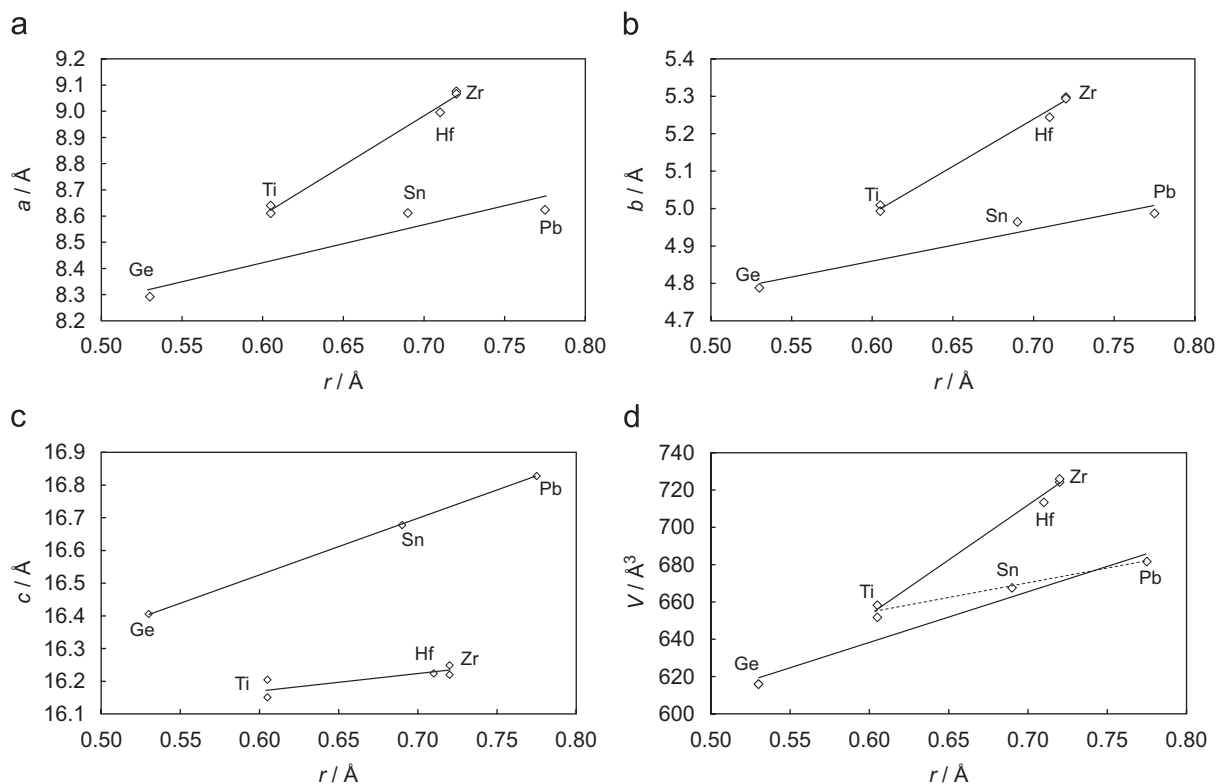 a
9.2
9.1
9.0
8.9
8.8
8.7
8.6
8.5
8.4
8.3
8.2
a / Å
Zr
Hf
Ti
Sn
Pb
Ge
0.50 0.55 0.60 0.65 0.70 0.75 0.80
r / Å
b
5.4
5.3
5.2
5.1
5.0
4.9
4.8
4.7
b / Å
Zr
Hf
Ti
Pb
Sn
Ge
0.50 0.55 0.60 0.65 0.70 0.75 0.80
r / Å
c
16.9
16.8
16.7
16.6
16.5
16.4
16.3
16.2
16.1
c / Å
Pb
Sn
Ge
Hf Zr
Ti
0.50 0.55 0.60 0.65 0.70 0.75 0.80
r / Å
d
740
720
700
680
660
640
620
600
V / Å³
Zr
Hf
Sn
Ti
Pb
Ge
0.50 0.55 0.60 0.65 0.70 0.75 0.80
r / Å